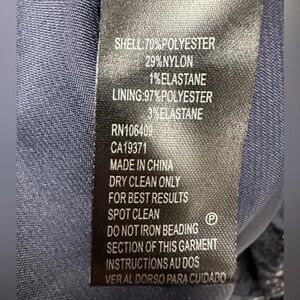 SHELL:70%POLYESTER
29%NYLON
1%ELASTANE
LINING:97%POLYESTER
3%ELASTANE
RN106409
CA19371
MADE IN CHINA
DRY CLEAN ONLY
FOR BEST RESULTS
SPOT CLEAN
P
DO NOT IRON BEADING
SECTION OF THIS GARMENT
INSTRUCTIONS AU DOS
VER AL DORSO PARA CUIDADO